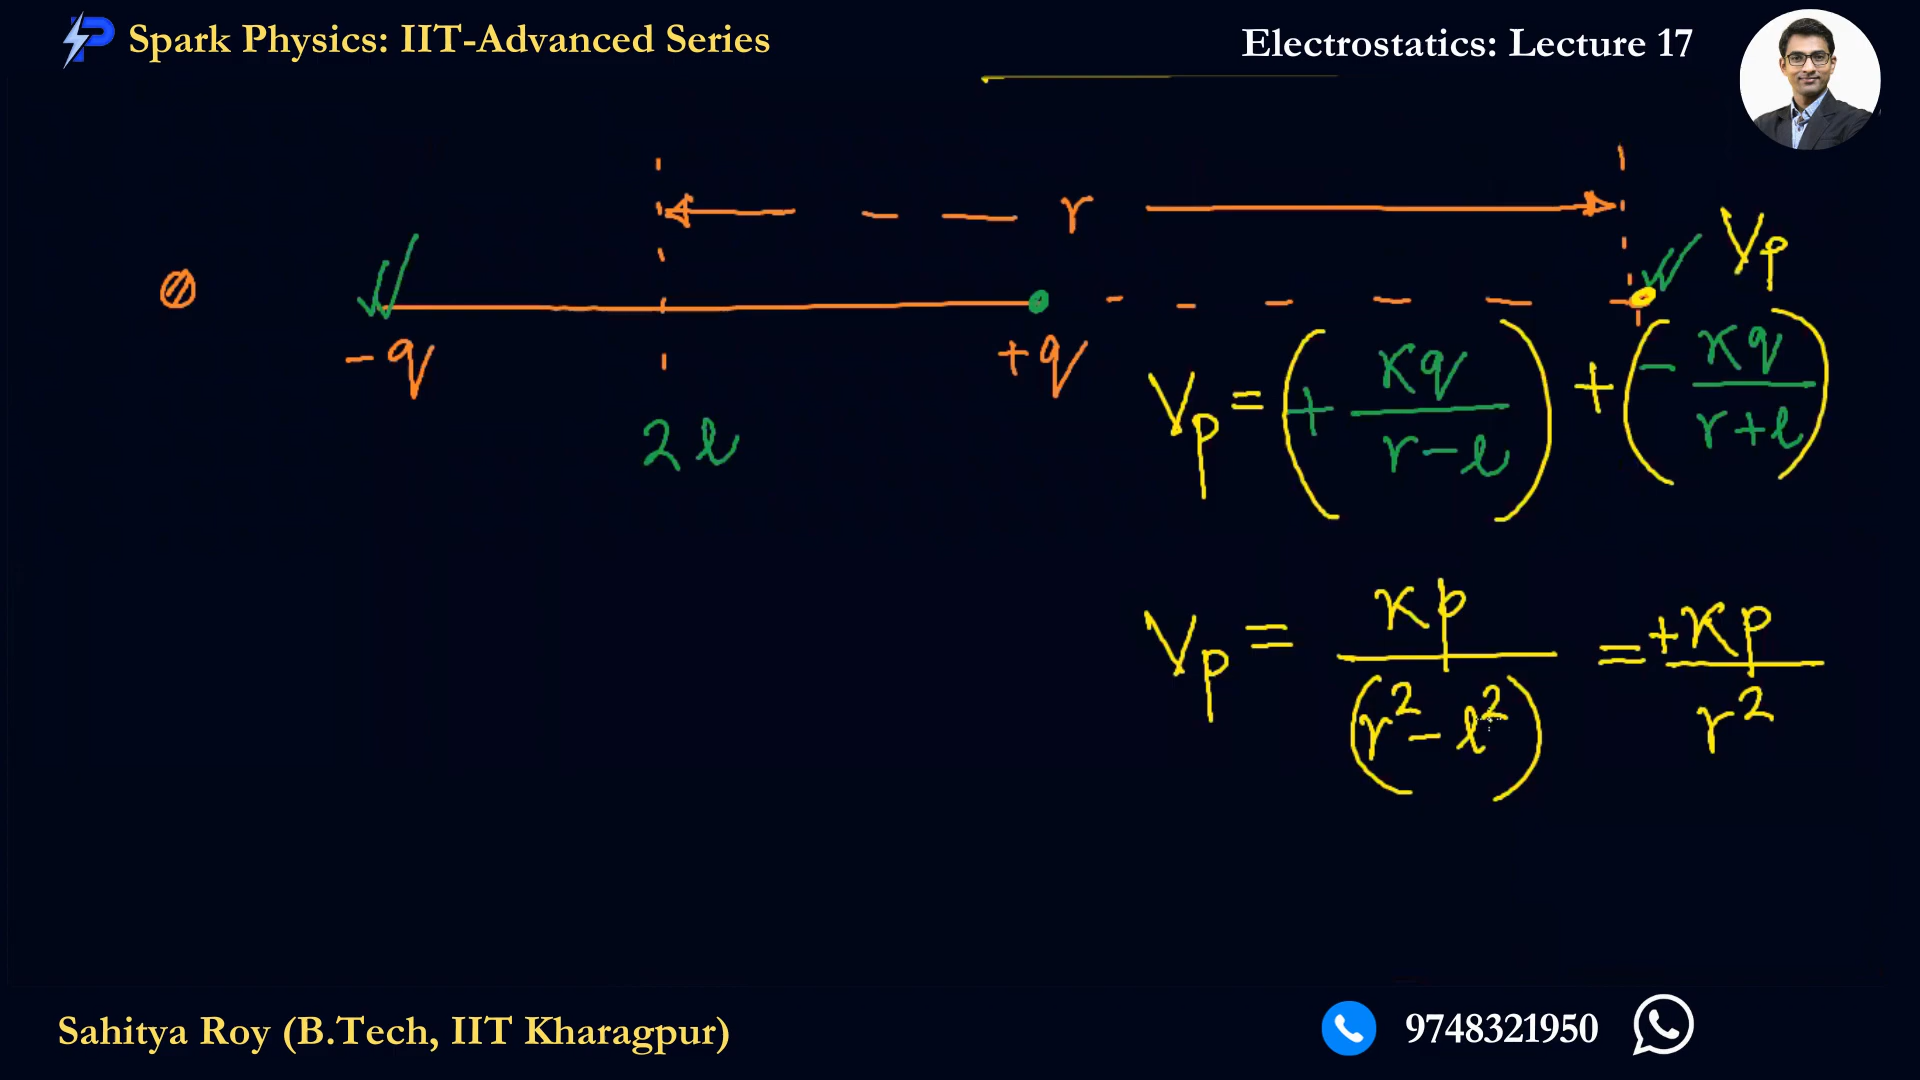 Spark Physics: IIT-Advanced Series
Electrostatics: Lecture 17
r
Vp
-q
+q
2l
Vp = (+ Kq/(r-l)) + (- Kq/(r+l))
Vp = Kp/(r²-l²) = +Kp/r²
Sahitya Roy (B.Tech, IIT Kharagpur)
9748321950